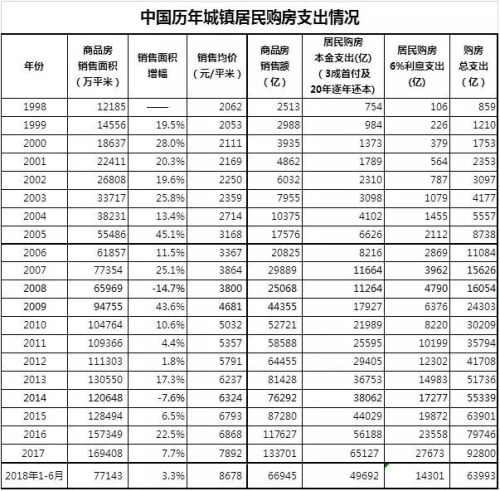 中国历年城镇居民购房支出情况
年份 商品房销售面积（万平米） 销售面积增幅 销售均价（元/平米） 商品房销售额（亿） 居民购房本金支出(亿)（3成首付及20年逐年还本） 居民购房6%利息支出(亿) 购房总支出（亿）
1998 12185 —— 2062 2513 754 106 859
1999 14556 19.5% 2053 2988 984 226 1210
2000 18637 28.0% 2111 3935 1373 379 1753
2001 22411 20.3% 2169 4862 1789 564 2353
2002 26808 19.6% 2250 6032 2310 787 3097
2003 33717 25.8% 2359 7955 3098 1079 4177
2004 38231 13.4% 2714 10375 4102 1455 5557
2005 55486 45.1% 3168 17576 6626 2112 8738
2006 61857 11.5% 3367 20825 8216 2869 11084
2007 77354 25.1% 3864 29889 11664 3962 15626
2008 65969 -14.7% 3800 25068 11264 4790 16054
2009 94755 43.6% 4681 44355 17927 6376 24303
2010 104764 10.6% 5032 52721 21989 8220 30209
2011 109366 4.4% 5357 58588 25595 10199 35794
2012 111303 1.8% 5791 64455 29405 12302 41708
2013 130550 17.3% 6237 81428 36753 14983 51736
2014 120648 -7.6% 6324 76292 38062 17277 55339
2015 128494 6.5% 6793 87280 44029 19872 63901
2016 157349 22.5% 6868 117627 56188 23558 79746
2017 169408 7.7% 7892 133701 65127 27673 92800
2018年1-6月 77143 3.3% 8678 66945 49692 14301 63993